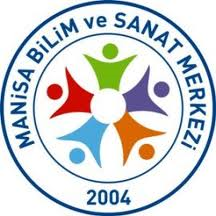 MANİSA BİLİM ve SANAT MERKEZİ
2004